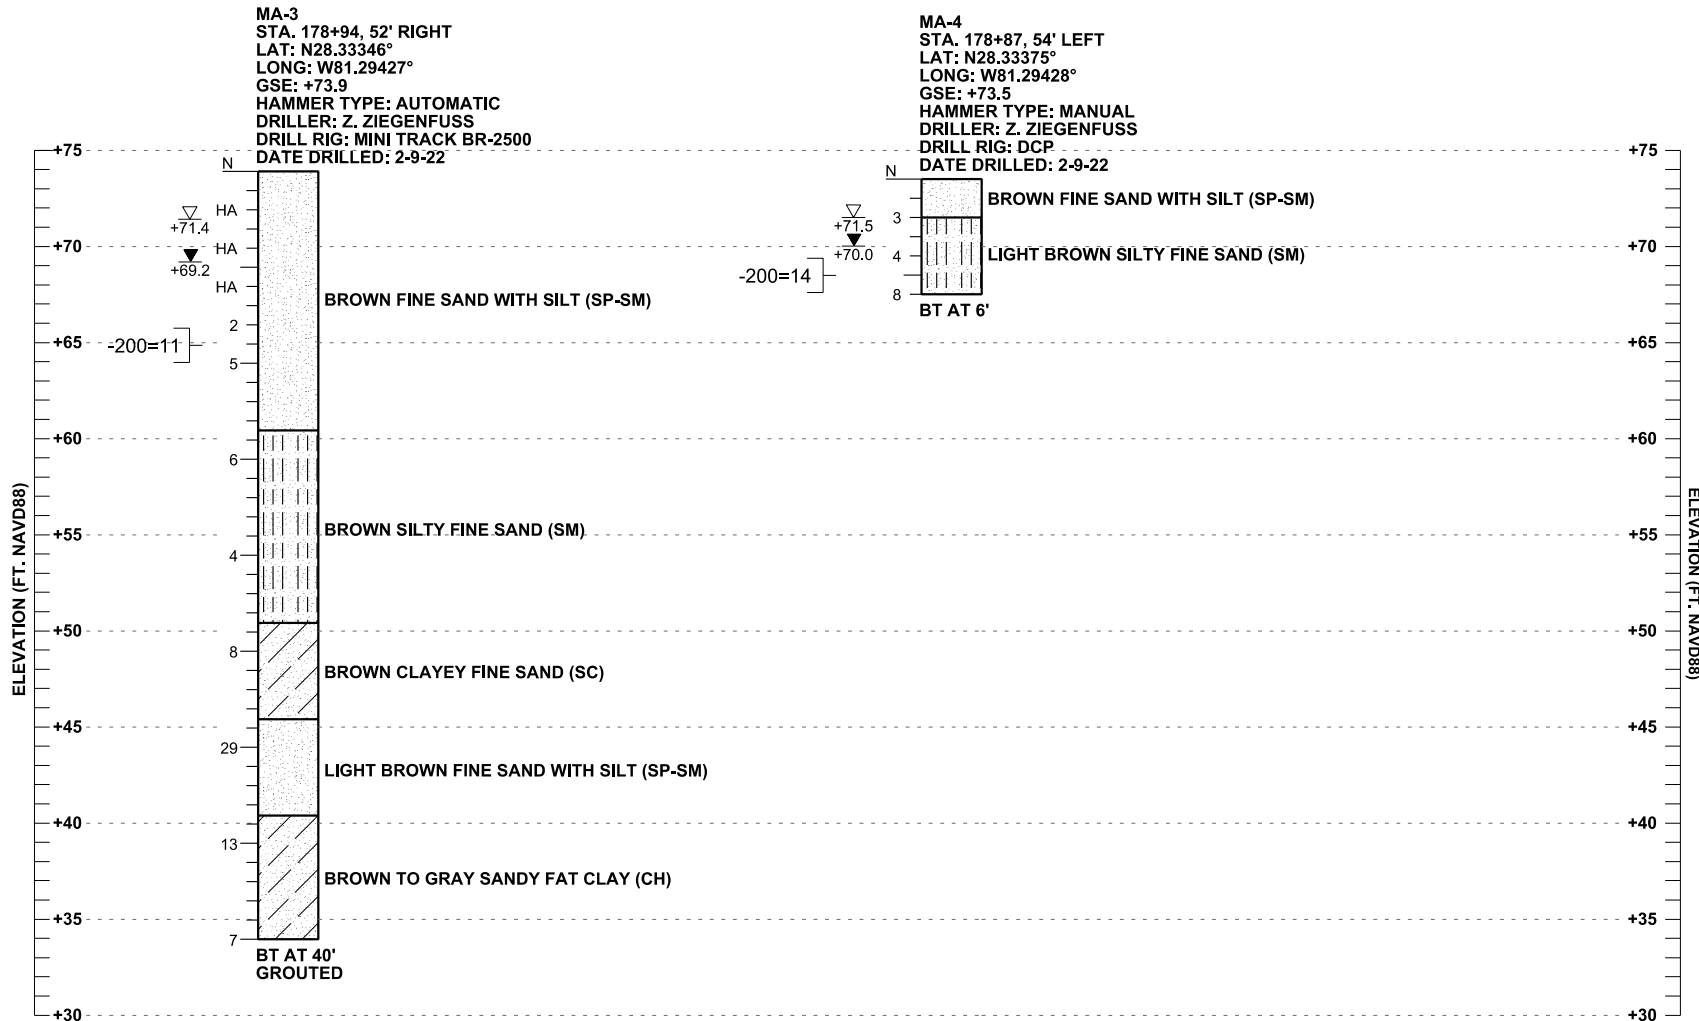 MA-3
STA. 178+94, 52' RIGHT
LAT: N28.33346°
LONG: W81.29427°
GSE: +73.9
HAMMER TYPE: AUTOMATIC
DRILLER: Z. ZIEGENFUSS
DRILL RIG: MINI TRACK BR-2500
DATE DRILLED: 2-9-22
MA-4
STA. 178+87, 54' LEFT
LAT: N28.33375°
LONG: W81.29428°
GSE: +73.5
HAMMER TYPE: MANUAL
DRILLER: Z. ZIEGENFUSS
DRILL RIG: DCP
DATE DRILLED: 2-9-22
ELEVATION (FT. NAVD88)
+75
+70
+65
+60
+55
+50
+45
+40
+35
+30
N
HA
HA
HA
2
5
6
4
8
29
13
7
+71.4
+69.2
-200=11
BROWN FINE SAND WITH SILT (SP-SM)
BROWN SILTY FINE SAND (SM)
BROWN CLAYEY FINE SAND (SC)
LIGHT BROWN FINE SAND WITH SILT (SP-SM)
BROWN TO GRAY SANDY FAT CLAY (CH)
BT AT 40'
GROUTED
N
3
4
8
+71.5
+70.0
-200=14
BROWN FINE SAND WITH SILT (SP-SM)
LIGHT BROWN SILTY FINE SAND (SM)
BT AT 6'
+75
+70
+65
+60
+55
+50
+45
+40
+35
+30
ELEVATION (FT. NAVD88)